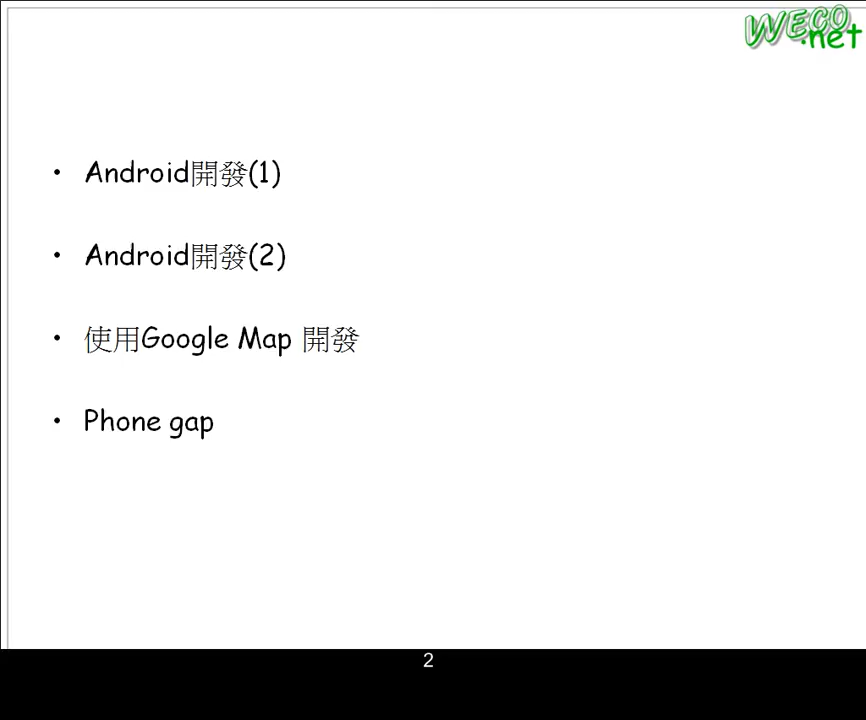 WECO
.net
• Android開發(1)
• Android開發(2)
• 使用Google Map 開發
• Phone gap
2